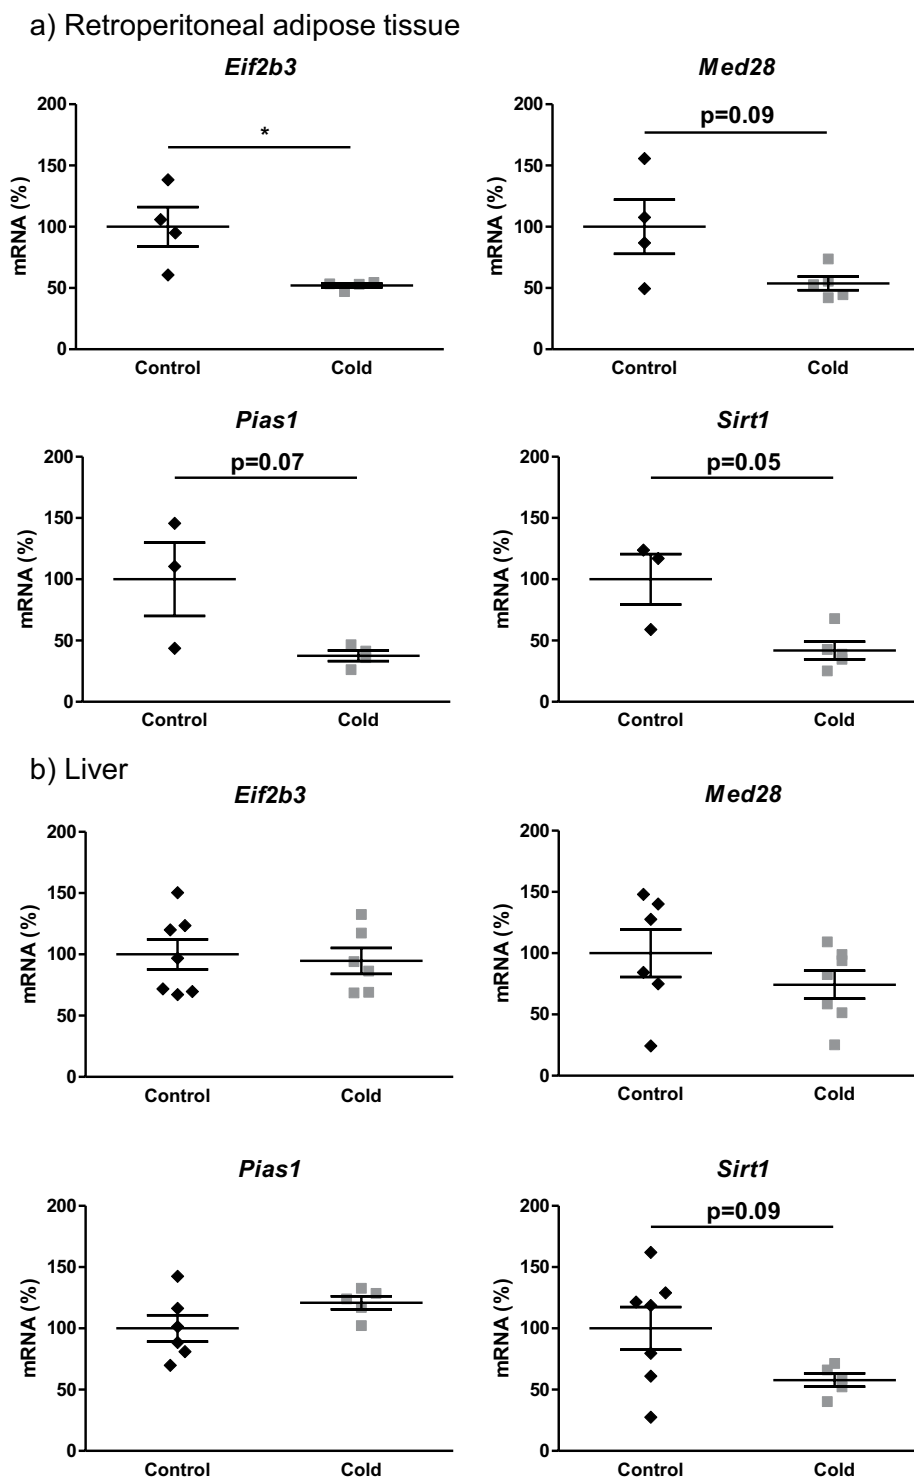 a) Retroperitoneal adipose tissue
Eif2b3
Med28
200
150
100
50
0
mRNA (%)
*
Control
Cold
200
150
100
50
0
mRNA (%)
p=0.09
Control
Cold
Pias1
Sirt1
200
150
100
50
0
mRNA (%)
p=0.07
Control
Cold
200
150
100
50
0
mRNA (%)
p=0.05
Control
Cold
b) Liver
Eif2b3
Med28
200
150
100
50
0
mRNA (%)
Control
Cold
200
150
100
50
0
mRNA (%)
Control
Cold
Pias1
Sirt1
200
150
100
50
0
mRNA (%)
Control
Cold
200
150
100
50
0
mRNA (%)
p=0.09
Control
Cold